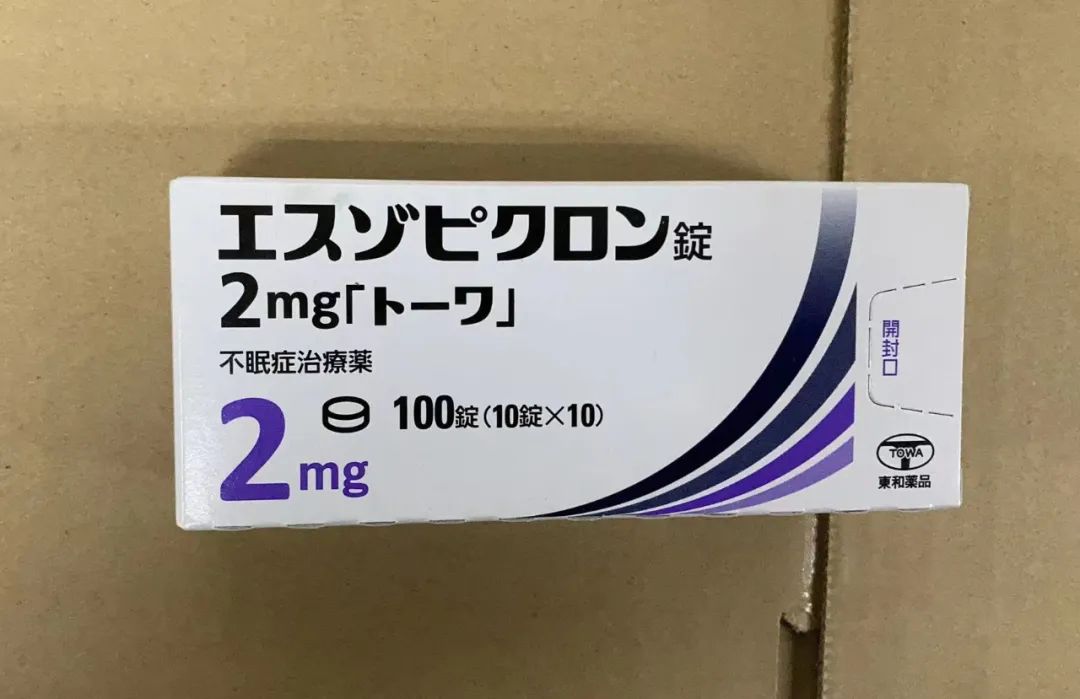 エスゾピクロン錠
2mg「トーワ」
不眠症治療薬
2mg
100錠(10錠×10)
開封口
TOWA
東和薬品